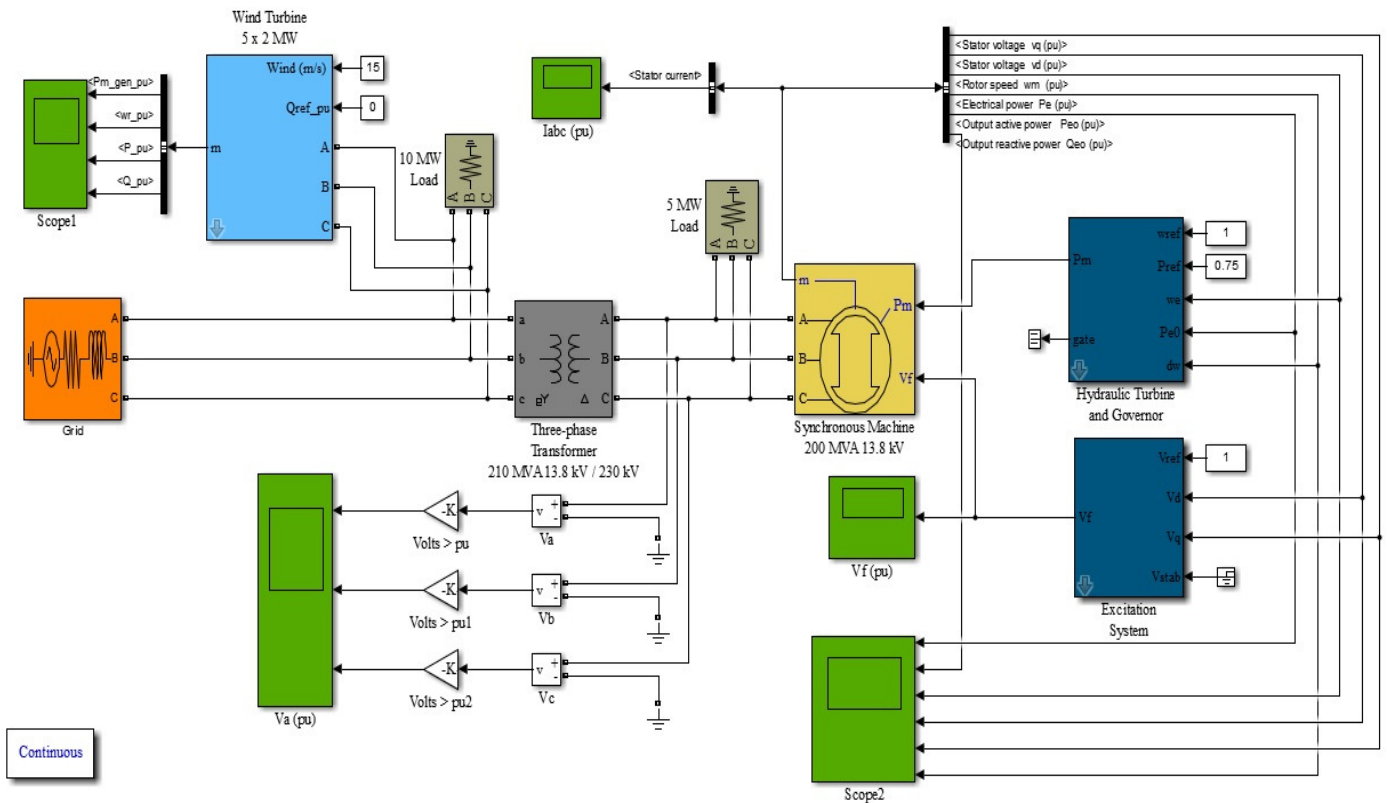 Wind Turbine
5 x 2 MW
Wind (m/s)
15
Qref_pu
0
A
B
C
m
<Pm_gen_pu>
<wr_pu>
<P_pu>
<Q_pu>
Scope1
10 MW
Load
A B C
Iabc (pu)
<Stator current>
<Stator voltage vq (pu)>
<Stator voltage vd (pu)>
<Rotor speed wm (pu)>
<Electrical power Pe (pu)>
<Output active power Peo (pu)>
<Output reactive power Qeo (pu)>
5 MW
Load
A B C
A
B
C
Grid
a
b
c
A
B
C
Three-phase
Transformer
210 MVA 13.8 kV / 230 kV
m
Pm
A
B
Vf
C
Synchronous Machine
200 MVA 13.8 kV
wref
1
Pm
Pref
0.75
we
Pe0
gate
dw
Hydraulic Turbine
and Governor
Vref
1
Vd
Vf
Vq
Vstab
Excitation
System
Vf (pu)
-K
v
+
-
Volts > pu
Va
-K
v
+
-
Volts > pu1
Vb
-K
v
+
-
Volts > pu2
Vc
Va (pu)
Continuous
Scope2